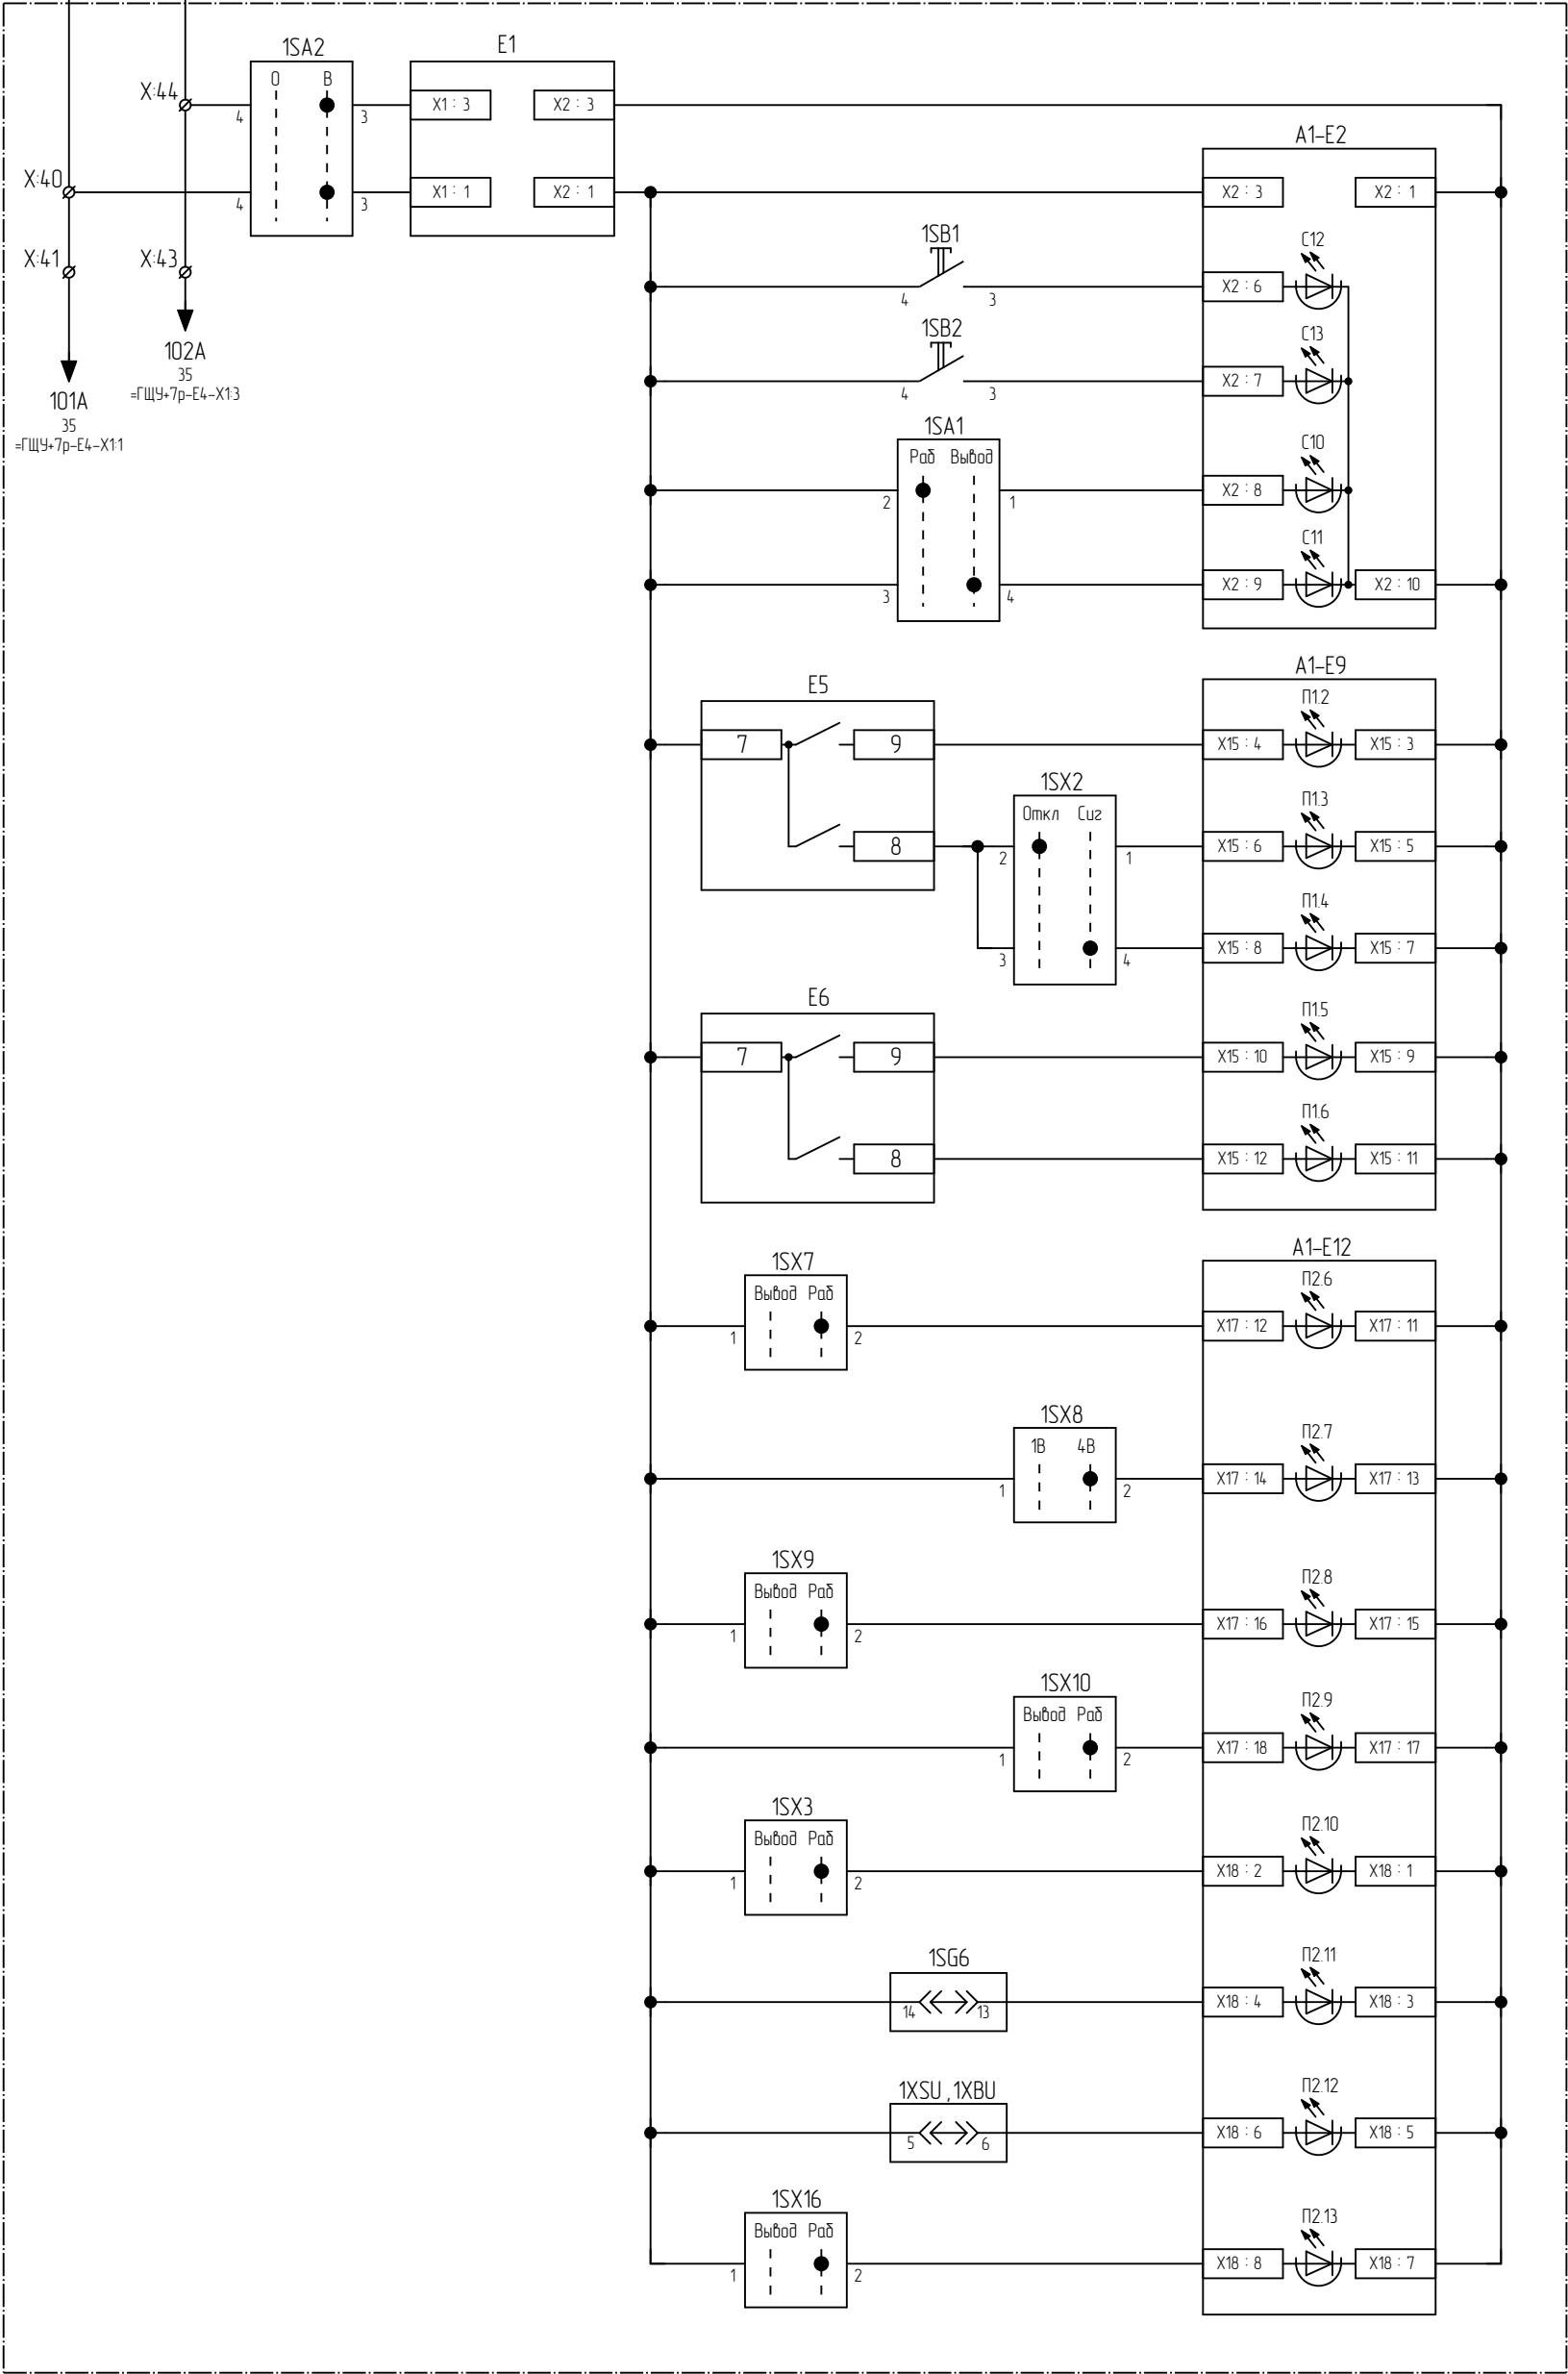 1SA2
E1
O B
X:44
4
3
X1 : 3
X2 : 3
A1-E2
X:40
4
3
X1 : 1
X2 : 1
X2 : 3
X2 : 1
X:41
X:43
1SB1
C12
4
3
X2 : 6
102А
35
=ГЩУ+7р-Е4-Х1:3
1SB2
C13
4
3
X2 : 7
101А
35
=ГЩУ+7р-Е4-Х1:1
1SA1
Раб Вывод
C10
2
1
X2 : 8
C11
3
4
X2 : 9
X2 : 10
A1-E9
E5
П1.2
7
9
X15 : 4
X15 : 3
1SX2
Откл Сиг
П1.3
8
2
1
X15 : 6
X15 : 5
П1.4
3
4
X15 : 8
X15 : 7
E6
П1.5
7
9
X15 : 10
X15 : 9
П1.6
8
X15 : 12
X15 : 11
A1-E12
1SX7
Вывод Раб
П2.6
1
2
X17 : 12
X17 : 11
1SX8
1В 4В
П2.7
1
2
X17 : 14
X17 : 13
1SX9
Вывод Раб
П2.8
1
2
X17 : 16
X17 : 15
1SX10
Вывод Раб
П2.9
1
2
X17 : 18
X17 : 17
1SX3
Вывод Раб
П2.10
1
2
X18 : 2
X18 : 1
1SG6
П2.11
14
13
X18 : 4
X18 : 3
1XSU ,1XBU
П2.12
5
6
X18 : 6
X18 : 5
1SX16
Вывод Раб
П2.13
1
2
X18 : 8
X18 : 7